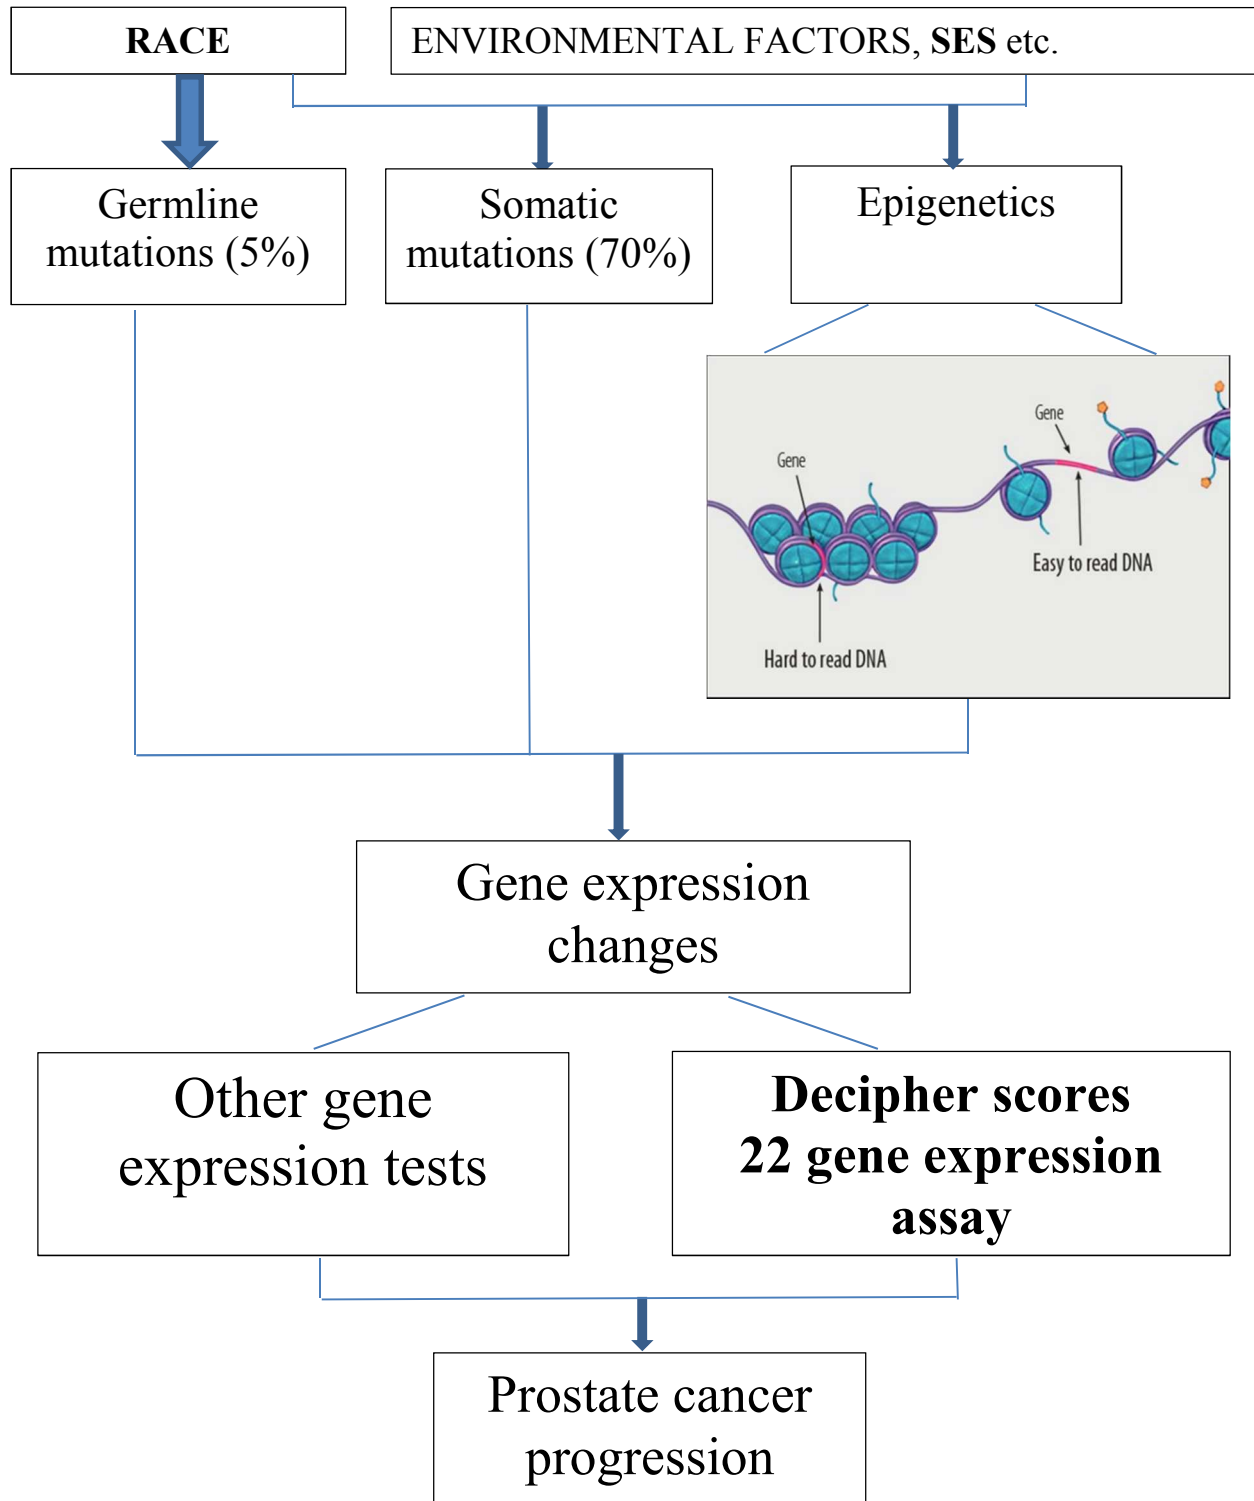 RACE
ENVIRONMENTAL FACTORS, SES etc.
Germline
mutations (5%)
Somatic
mutations (70%)
Epigenetics
Gene
Gene
Easy to read DNA
Hard to read DNA
Gene expression
changes
Other gene
expression tests
Decipher scores
22 gene expression
assay
Prostate cancer
progression